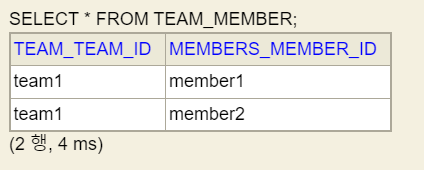 SELECT * FROM TEAM_MEMBER;
TEAM_TEAM_ID MEMBERS_MEMBER_ID
team1 member1
team1 member2
(2 행, 4 ms)